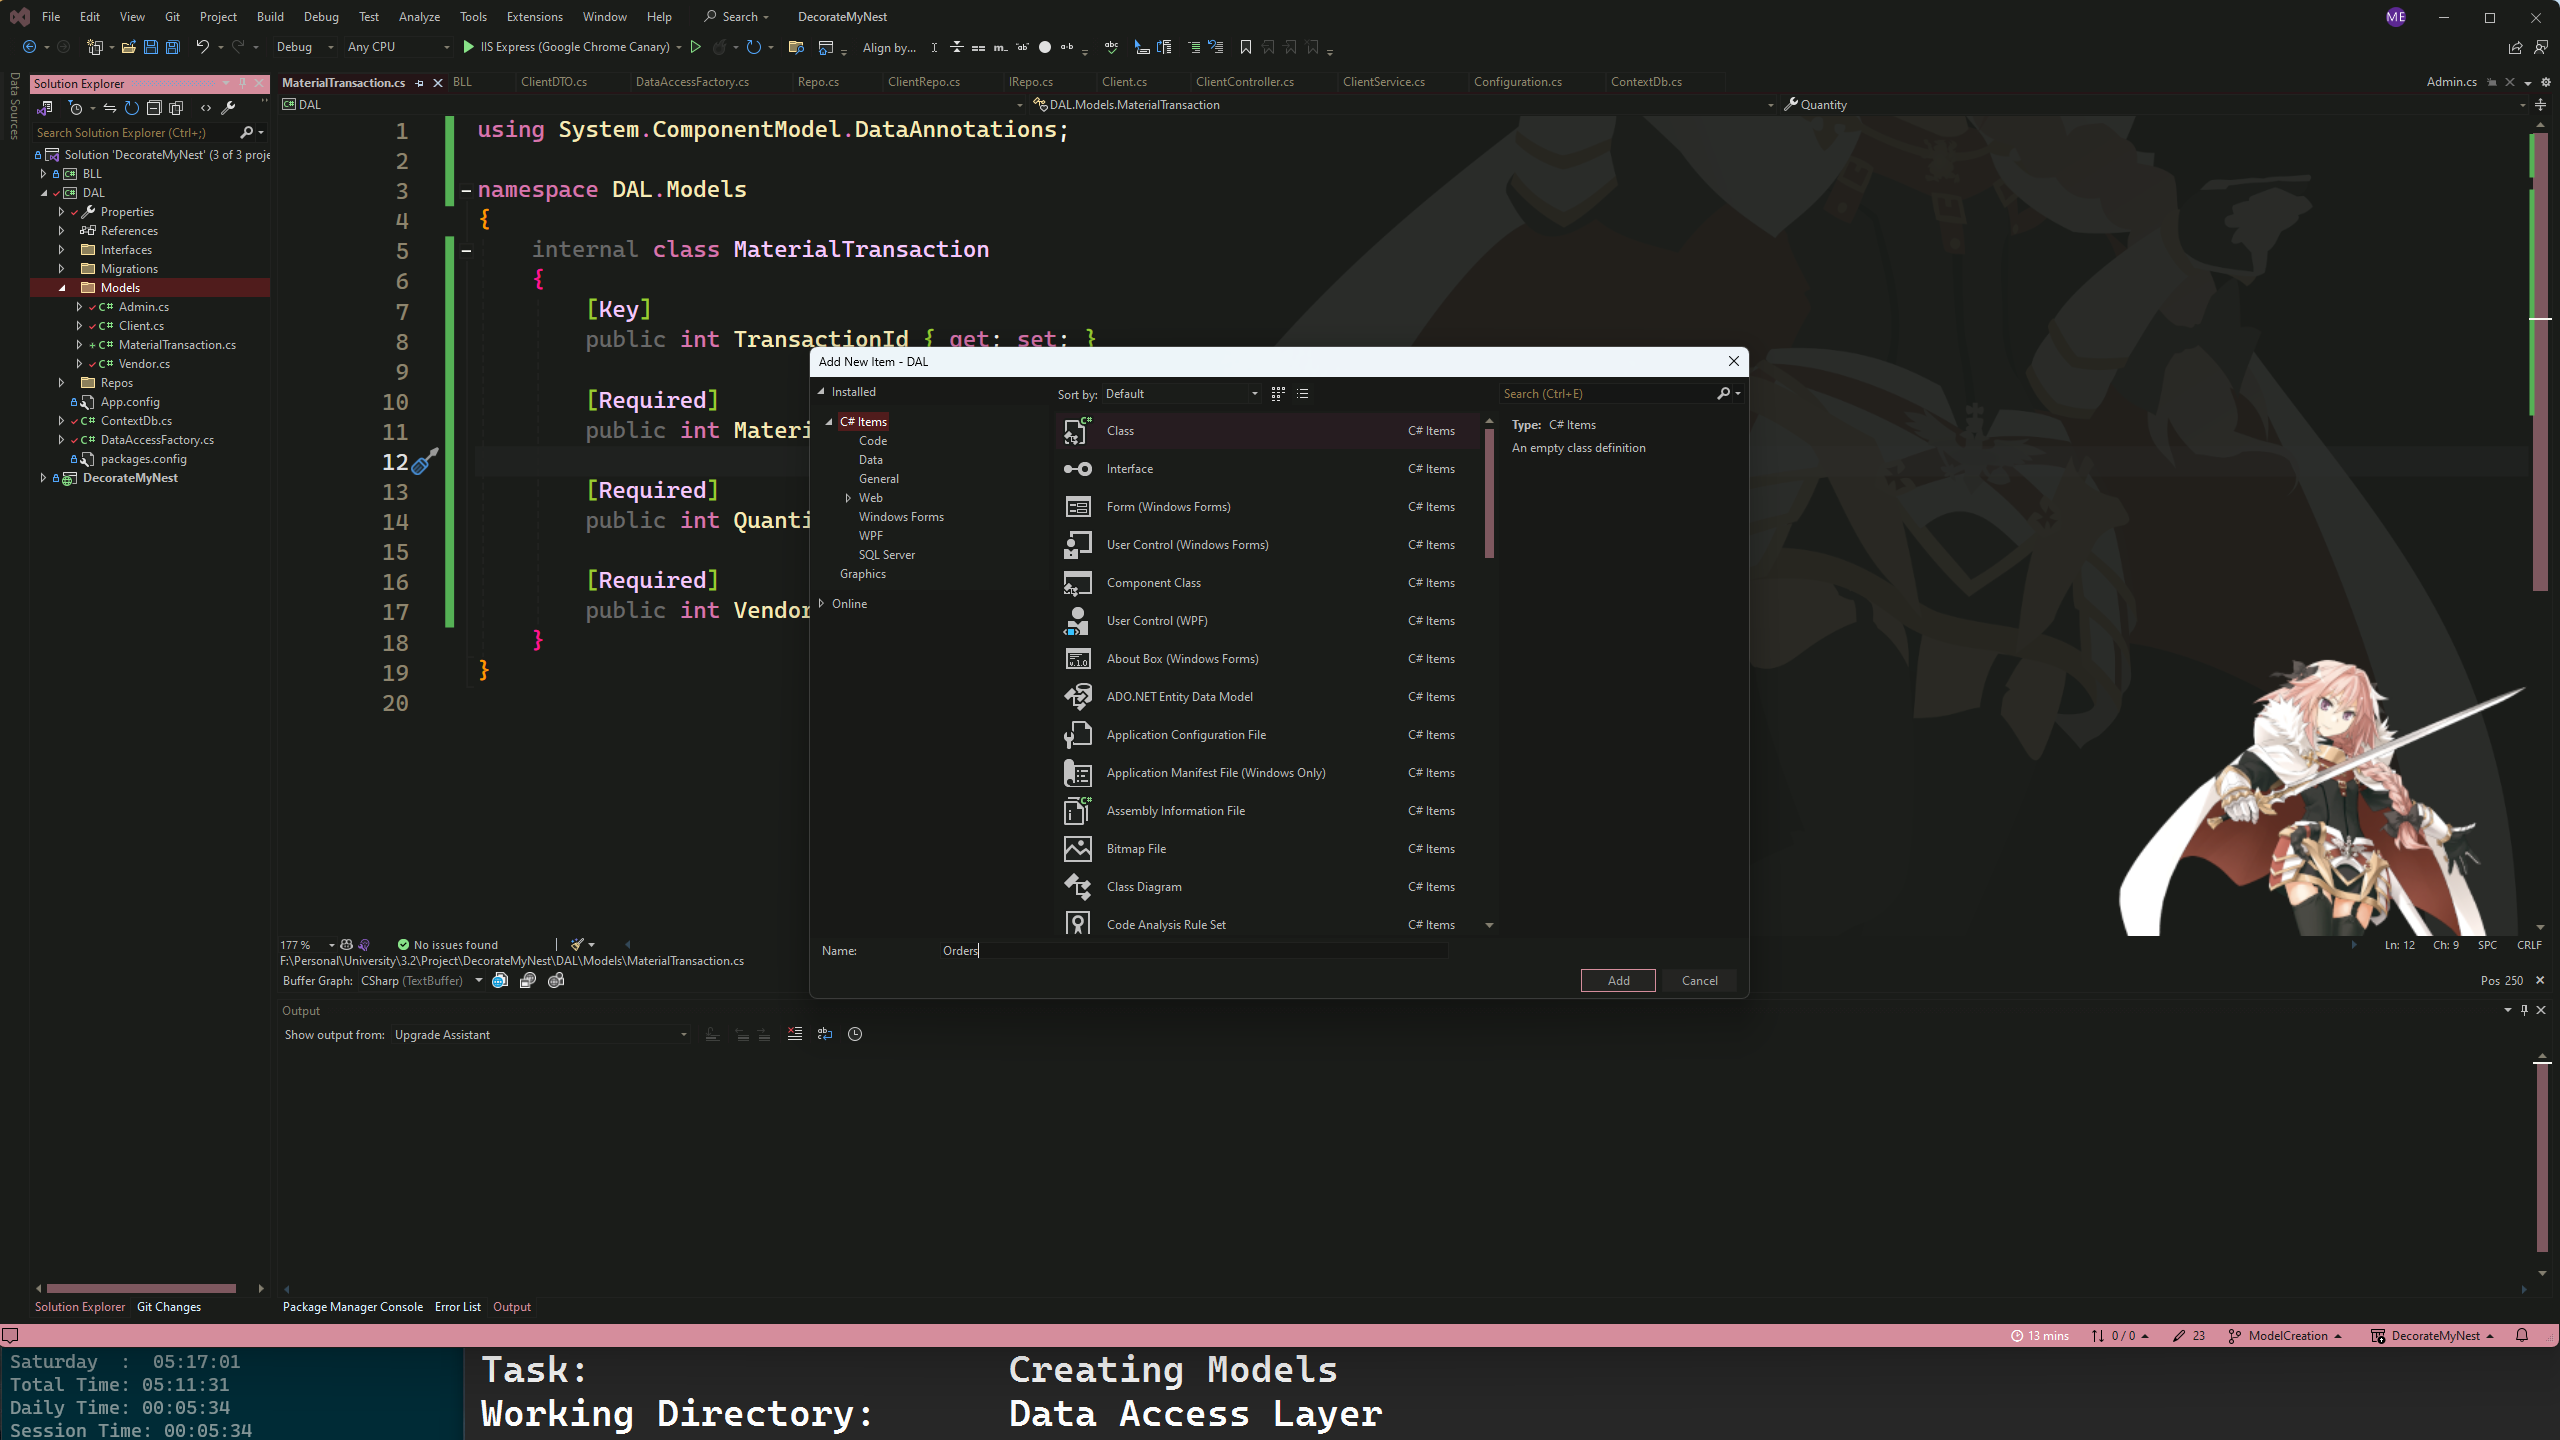 File Edit View Git Project Build Debug Test Analyze Tools Extensions Window Help Search DecorateMyNest ME
Debug Any CPU IIS Express (Google Chrome Canary) Align by...
Data Sources
Solution Explorer
MaterialTransaction.cs BLL ClientDTO.cs DataAccessFactory.cs Repo.cs ClientRepo.cs IRepo.cs Client.cs ClientController.cs ClientService.cs Configuration.cs ContextDb.cs Admin.cs
DAL DAL.Models.MaterialTransaction Quantity
Search Solution Explorer (Ctrl+;)
Solution 'DecorateMyNest' (3 of 3 proje
BLL
DAL
Properties
References
Interfaces
Migrations
Models
Admin.cs
Client.cs
MaterialTransaction.cs
Vendor.cs
Repos
App.config
ContextDb.cs
DataAccessFactory.cs
packages.config
DecorateMyNest
1 using System.ComponentModel.DataAnnotations;
2
3 namespace DAL.Models
4 {
5 internal class MaterialTransaction
6 {
7 [Key]
8 public int TransactionId { get; set; }
9
10 [Required]
11 public int Materi
12
13 [Required]
14 public int Quanti
15
16 [Required]
17 public int Vendor
18 }
19 }
20
Add New Item - DAL
Installed
Sort by: Default
Search (Ctrl+E)
C# Items
Code
Data
General
Web
Windows Forms
WPF
SQL Server
Graphics
Online
Class C# Items
Interface C# Items
Form (Windows Forms) C# Items
User Control (Windows Forms) C# Items
Component Class C# Items
User Control (WPF) C# Items
About Box (Windows Forms) C# Items
ADO.NET Entity Data Model C# Items
Application Configuration File C# Items
Application Manifest File (Windows Only) C# Items
Assembly Information File C# Items
Bitmap File C# Items
Class Diagram C# Items
Code Analysis Rule Set C# Items
Type: C# Items
An empty class definition
Name: Orders
Add Cancel
177 % No issues found Ln: 12 Ch: 9 SPC CRLF
F:\Personal\University\3.2\Project\DecorateMyNest\DAL\Models\MaterialTransaction.cs
Buffer Graph: CSharp (TextBuffer) Pos 250
Output
Show output from: Upgrade Assistant
Solution Explorer Git Changes Package Manager Console Error List Output
13 mins 0 / 0 23 ModelCreation DecorateMyNest
Saturday : 05:17:01
Total Time: 05:11:31
Daily Time: 00:05:34
Session Time: 00:05:34
Task: Creating Models
Working Directory: Data Access Layer